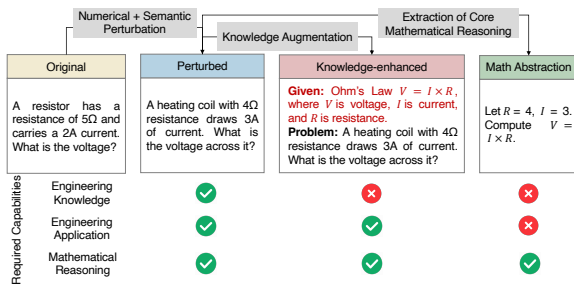 Numerical + Semantic
Perturbation
Extraction of Core
Mathematical Reasoning
Knowledge Augmentation
Original
Perturbed
Knowledge-enhanced
Math Abstraction
A resistor has a
resistance of 5Ω and
carries a 2A current.
What is the voltage?
A heating coil with 4Ω
resistance draws 3A
of current. What is
the voltage across it?
Given: Ohm's Law V = I × R,
where V is voltage, I is current,
and R is resistance.
Problem: A heating coil with 4Ω
resistance draws 3A of current.
What is the voltage across it?
Let R = 4, I = 3.
Compute V =
I × R.
Required Capabilities
Engineering
Knowledge
Engineering
Application
Mathematical
Reasoning